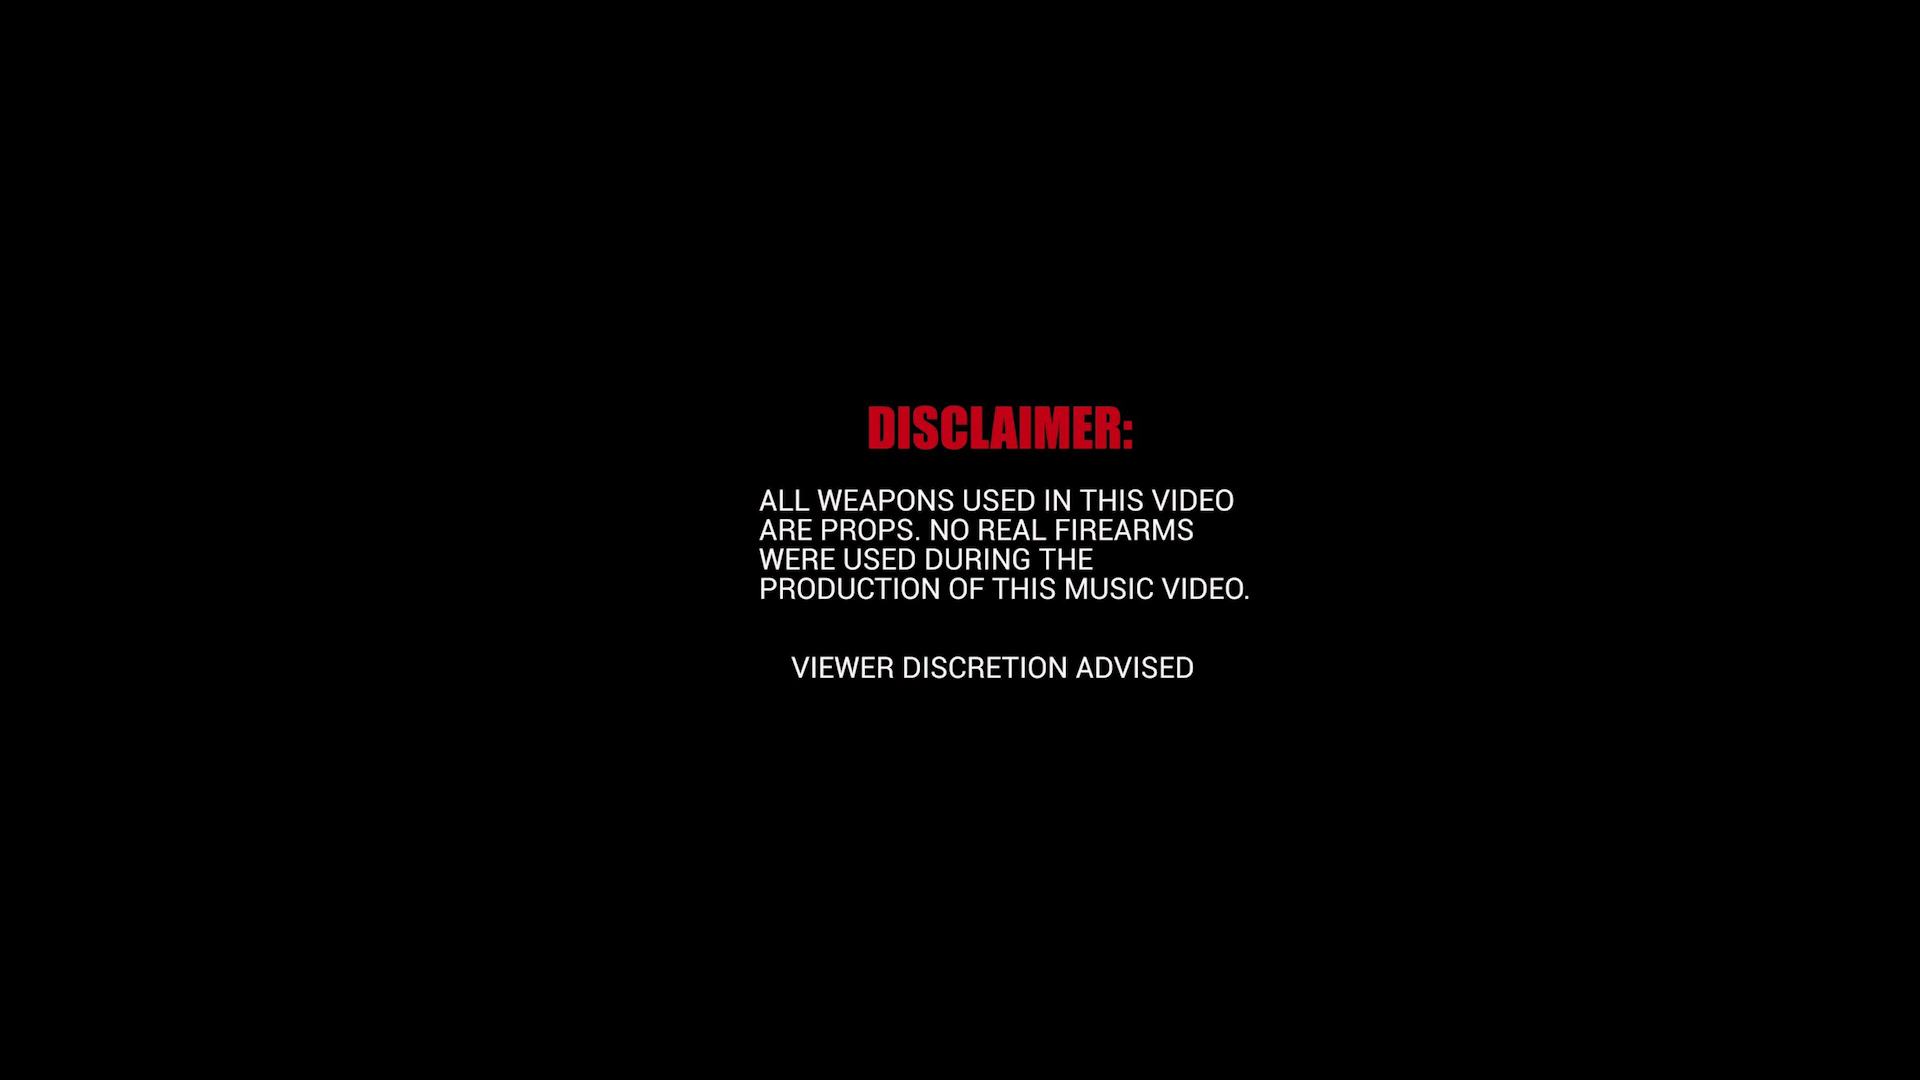 DISCLAIMER:
ALL WEAPONS USED IN THIS VIDEO
ARE PROPS. NO REAL FIREARMS
WERE USED DURING THE
PRODUCTION OF THIS MUSIC VIDEO.
VIEWER DISCRETION ADVISED